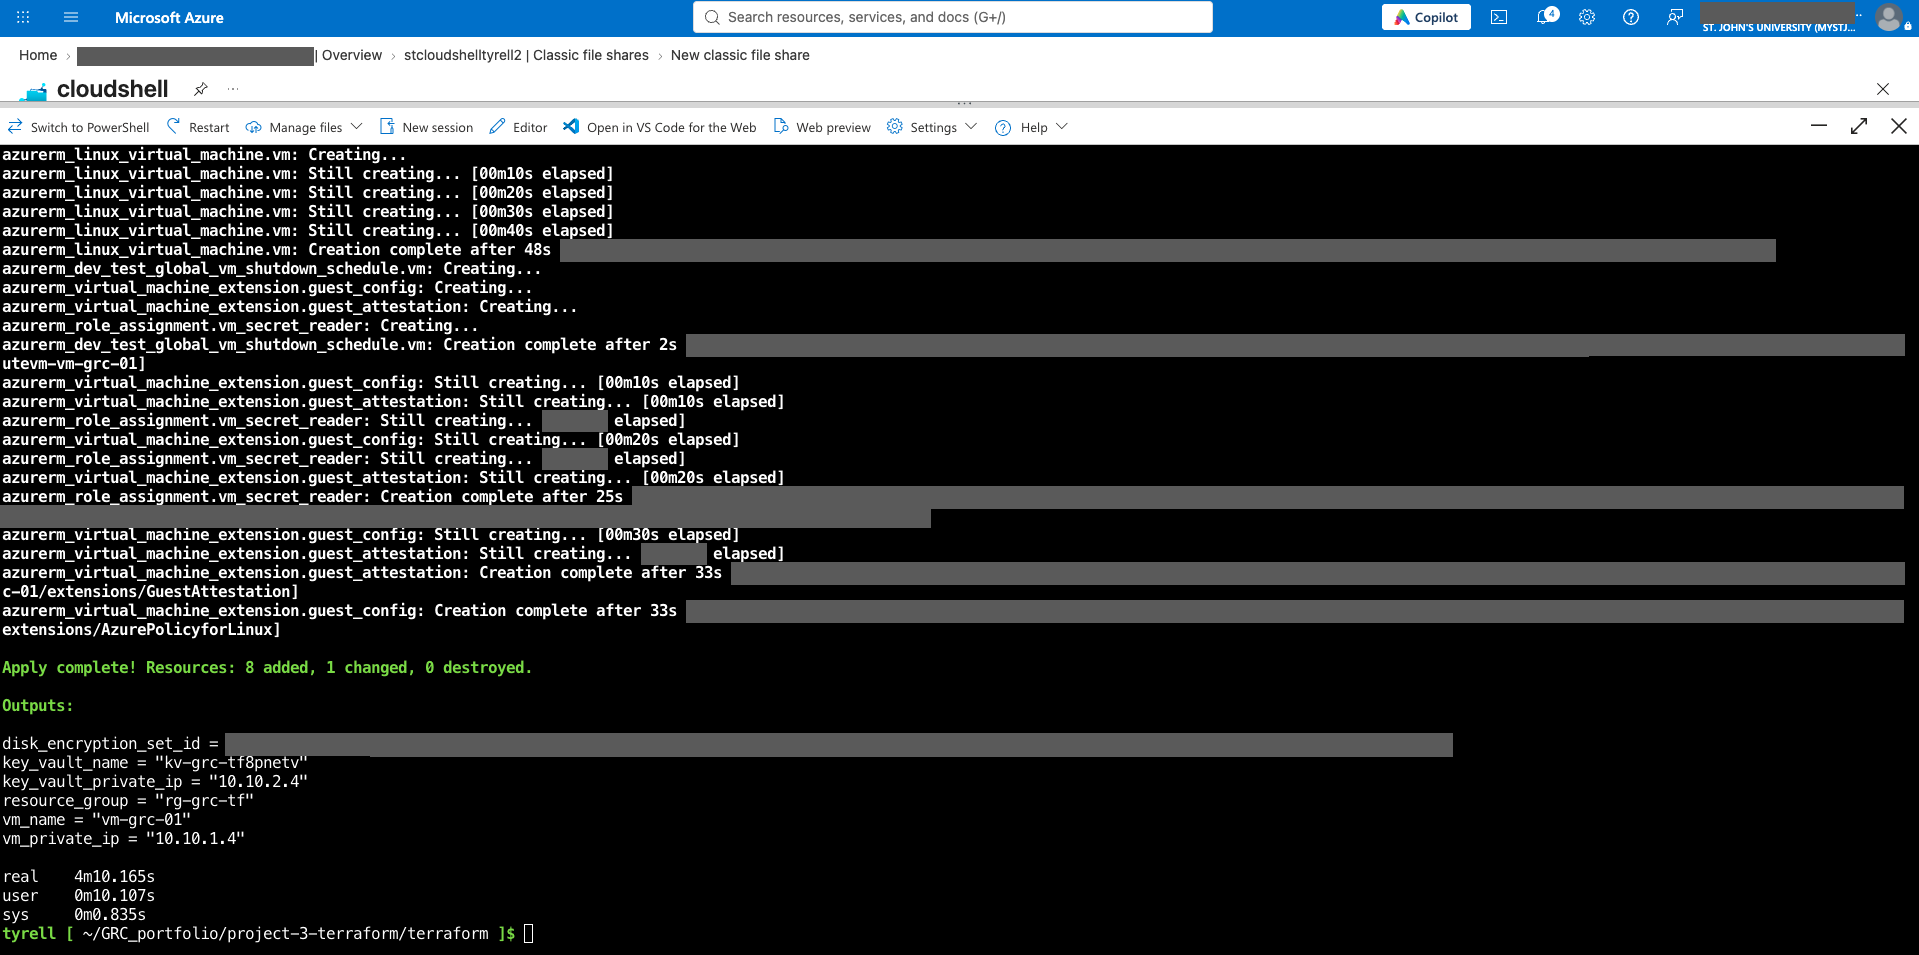 Microsoft Azure
Search resources, services, and docs (G+/)
Copilot
4
...
ST. JOHN'S UNIVERSITY (MYSTJ...
Home > | Overview > stcloudshelltyrell2 | Classic file shares > New classic file share
cloudshell
...
Switch to PowerShell Restart Manage files New session Editor Open in VS Code for the Web Web preview Settings Help
azurerm_linux_virtual_machine.vm: Creating...
azurerm_linux_virtual_machine.vm: Still creating... [00m10s elapsed]
azurerm_linux_virtual_machine.vm: Still creating... [00m20s elapsed]
azurerm_linux_virtual_machine.vm: Still creating... [00m30s elapsed]
azurerm_linux_virtual_machine.vm: Still creating... [00m40s elapsed]
azurerm_linux_virtual_machine.vm: Creation complete after 48s
azurerm_dev_test_global_vm_shutdown_schedule.vm: Creating...
azurerm_virtual_machine_extension.guest_config: Creating...
azurerm_virtual_machine_extension.guest_attestation: Creating...
azurerm_role_assignment.vm_secret_reader: Creating...
azurerm_dev_test_global_vm_shutdown_schedule.vm: Creation complete after 2s
utevm-vm-grc-01]
azurerm_virtual_machine_extension.guest_config: Still creating... [00m10s elapsed]
azurerm_virtual_machine_extension.guest_attestation: Still creating... [00m10s elapsed]
azurerm_role_assignment.vm_secret_reader: Still creating... elapsed]
azurerm_virtual_machine_extension.guest_config: Still creating... [00m20s elapsed]
azurerm_role_assignment.vm_secret_reader: Still creating... elapsed]
azurerm_virtual_machine_extension.guest_attestation: Still creating... [00m20s elapsed]
azurerm_role_assignment.vm_secret_reader: Creation complete after 25s
azurerm_virtual_machine_extension.guest_config: Still creating... [00m30s elapsed]
azurerm_virtual_machine_extension.guest_attestation: Still creating... elapsed]
azurerm_virtual_machine_extension.guest_attestation: Creation complete after 33s
c-01/extensions/GuestAttestation]
azurerm_virtual_machine_extension.guest_config: Creation complete after 33s
extensions/AzurePolicyforLinux]
Apply complete! Resources: 8 added, 1 changed, 0 destroyed.
Outputs:
disk_encryption_set_id =
key_vault_name = "kv-grc-tf8pnetv"
key_vault_private_ip = "10.10.2.4"
resource_group = "rg-grc-tf"
vm_name = "vm-grc-01"
vm_private_ip = "10.10.1.4"
real 4m10.165s
user 0m10.107s
sys 0m0.835s
tyrell [ ~/GRC_portfolio/project-3-terraform/terraform ]$